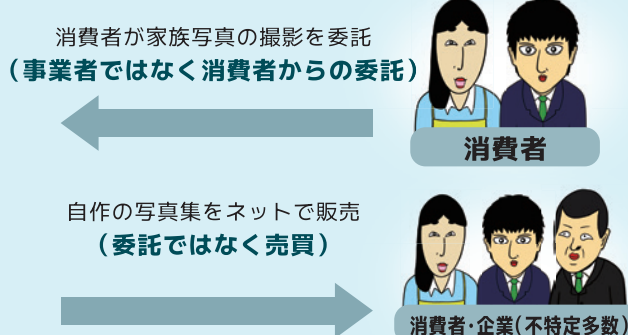 消費者が家族写真の撮影を委託
（事業者ではなく消費者からの委託）
消費者
自作の写真集をネットで販売
（委託ではなく売買）
消費者・企業（不特定多数）